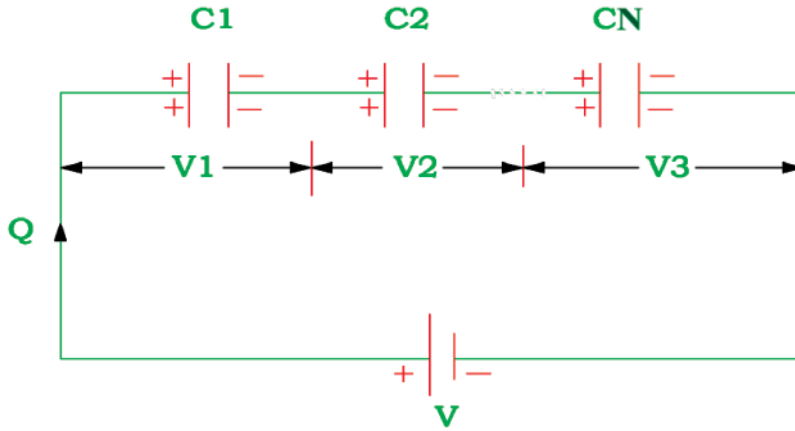 C1 C2 CN
+ − + − + −
+ − + − + −
V1 V2 V3
Q
+ −
V